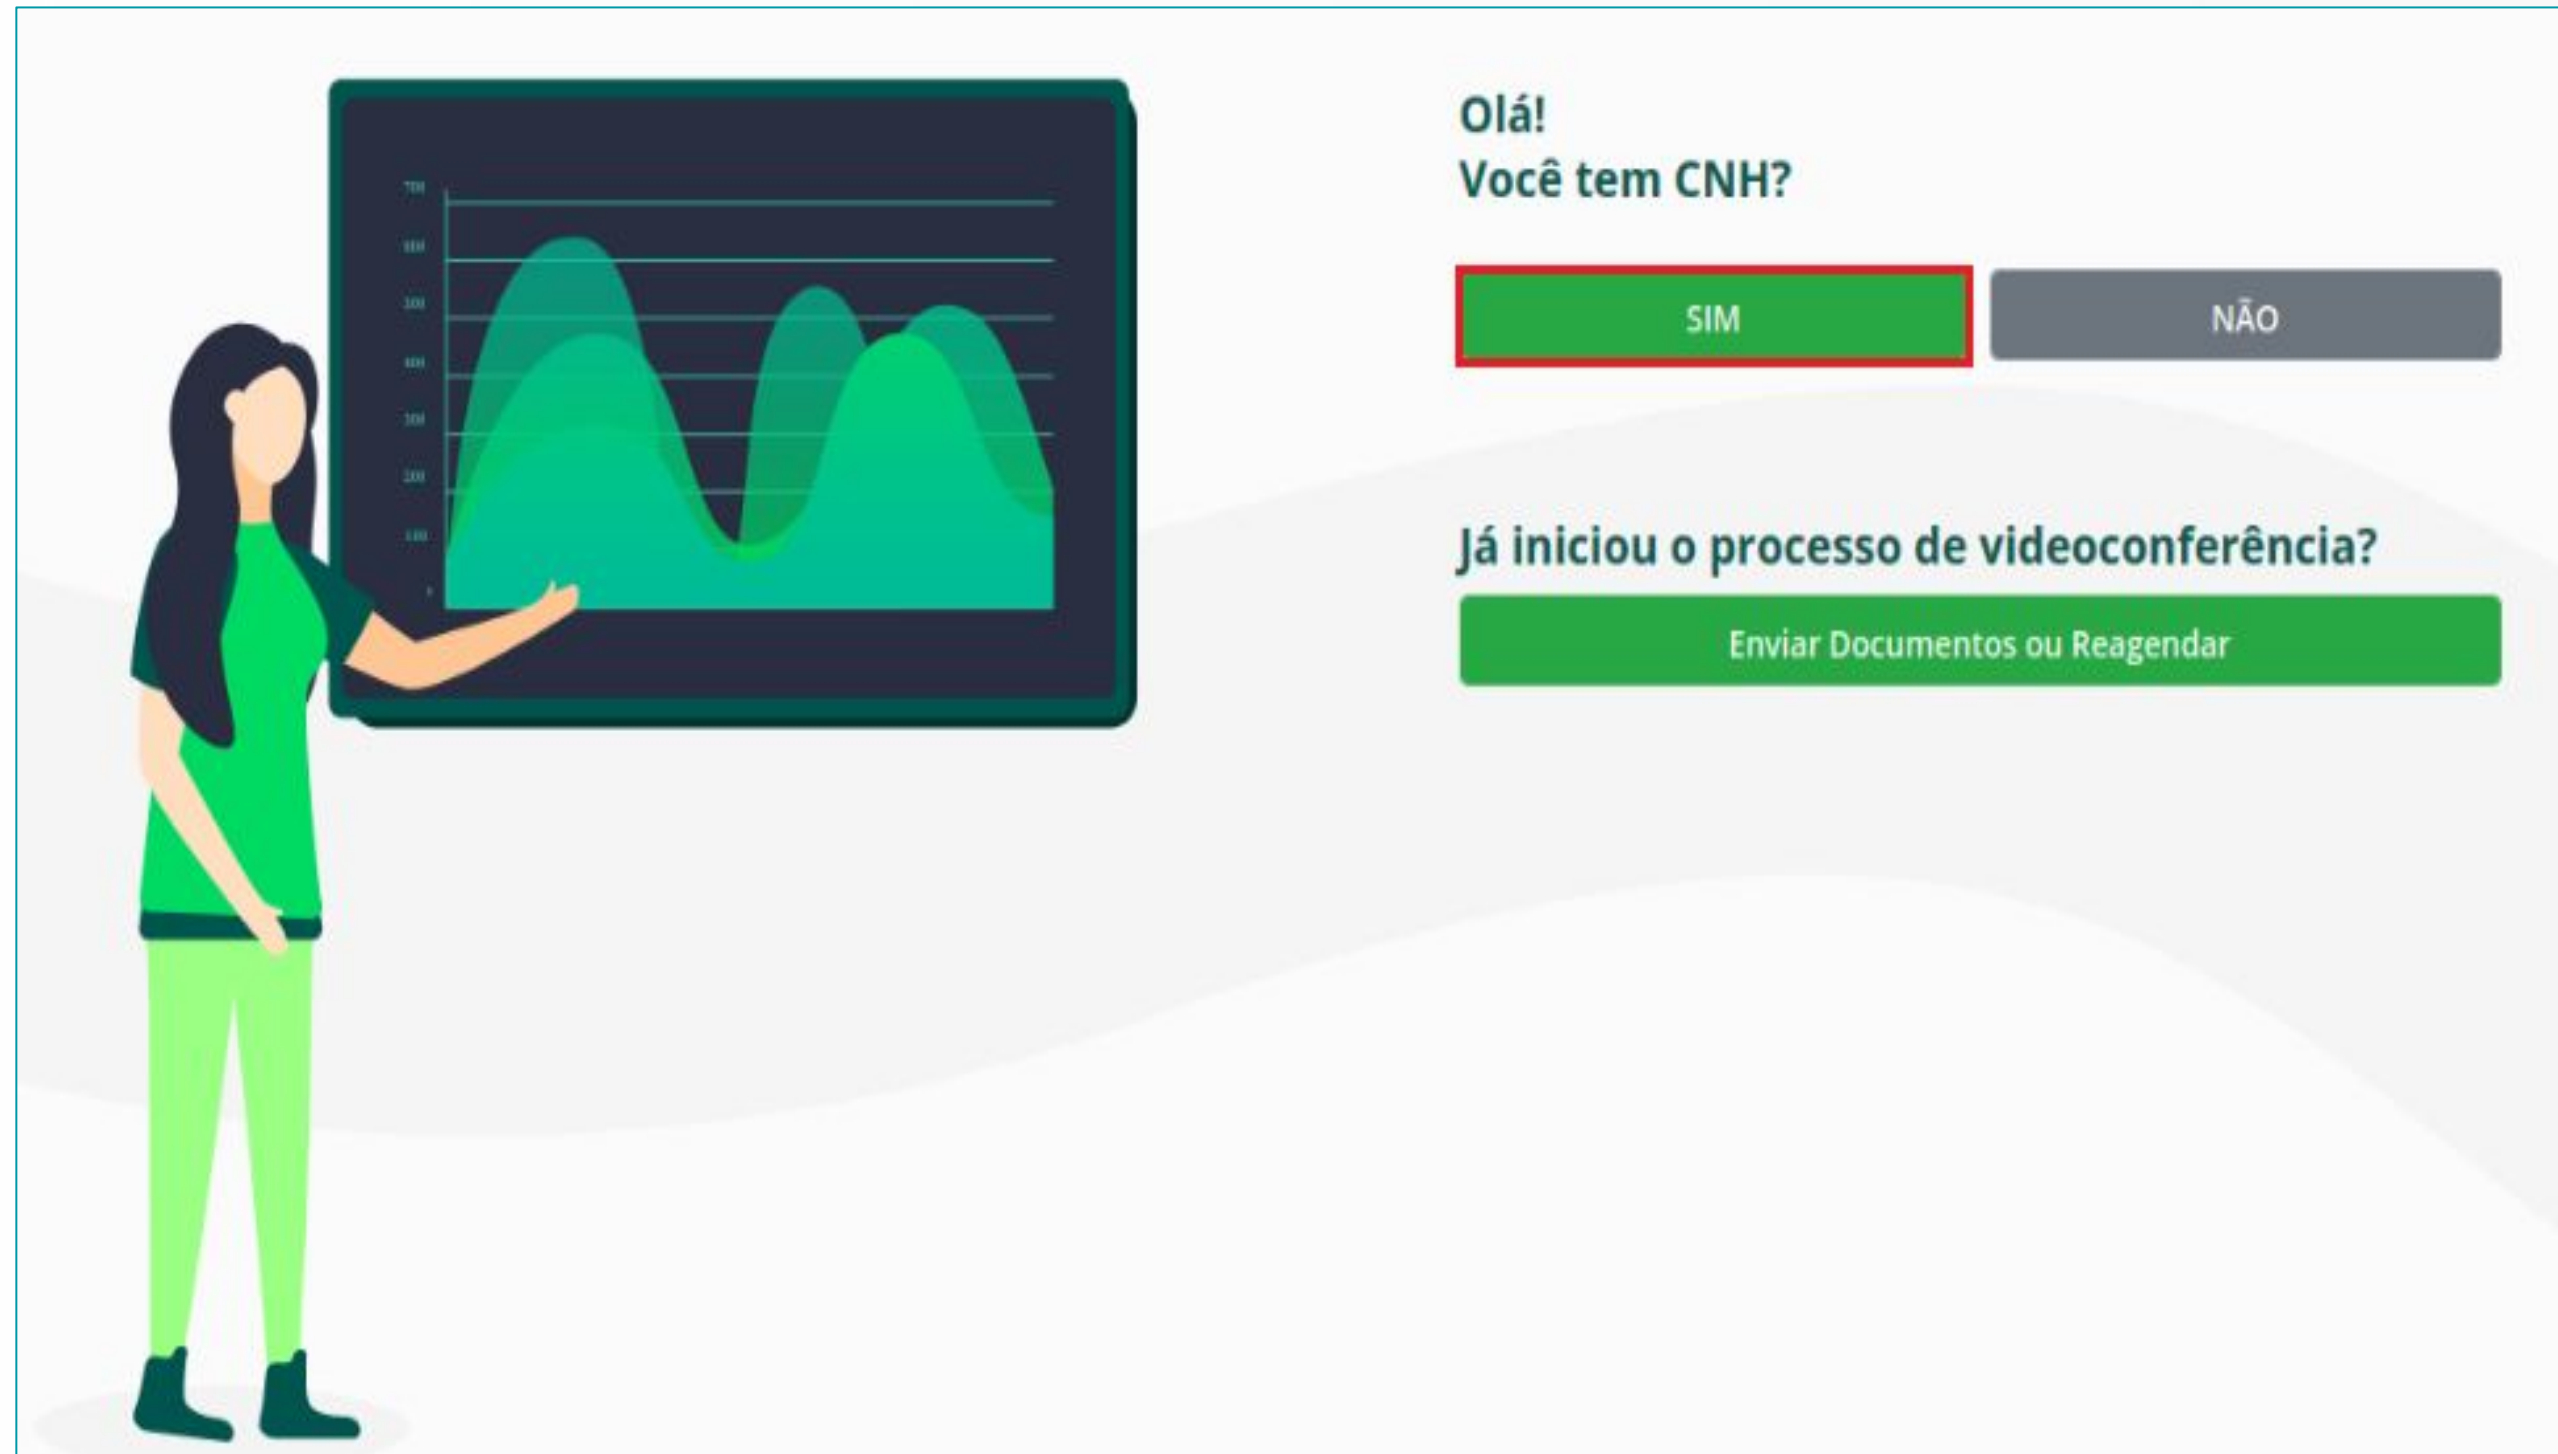 Olá!
Você tem CNH?
SIM
NÃO
Já iniciou o processo de videoconferência?
Enviar Documentos ou Reagendar